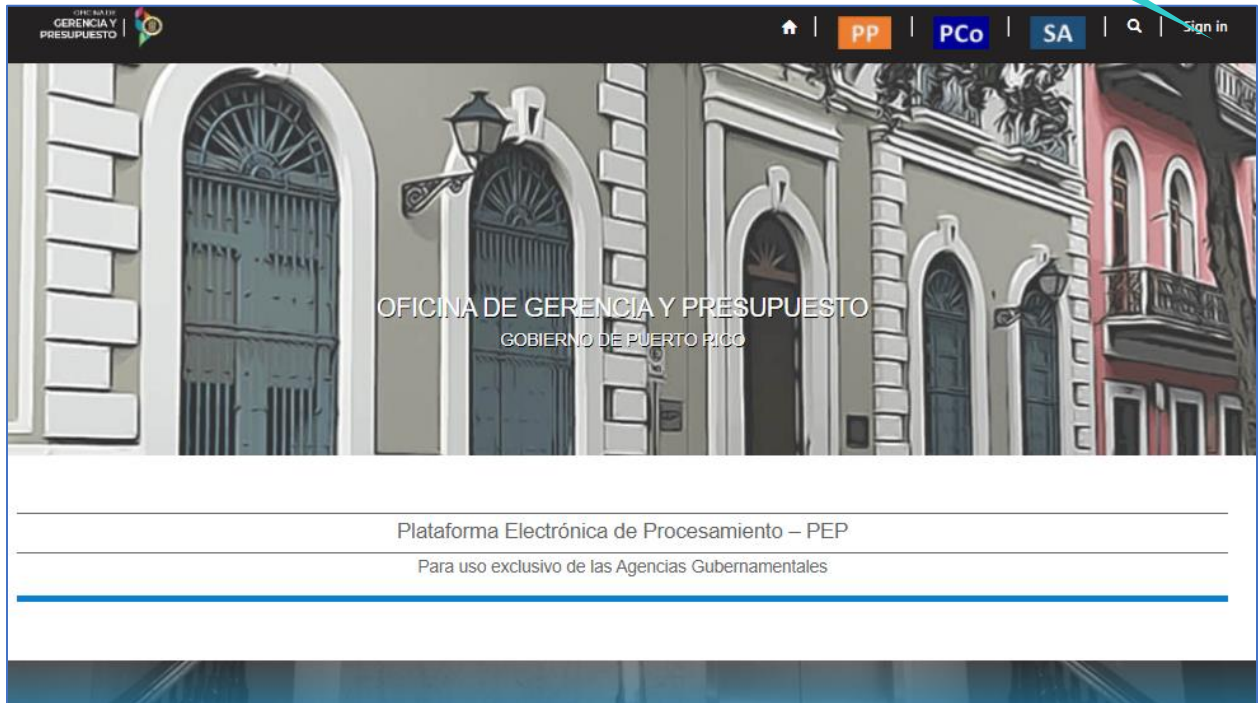 OFICINA DE
GERENCIA Y
PRESUPUESTO
PP
PCo
SA
Sign in
OFICINA DE GERENCIA Y PRESUPUESTO
GOBIERNO DE PUERTO RICO
Plataforma Electrónica de Procesamiento – PEP
Para uso exclusivo de las Agencias Gubernamentales